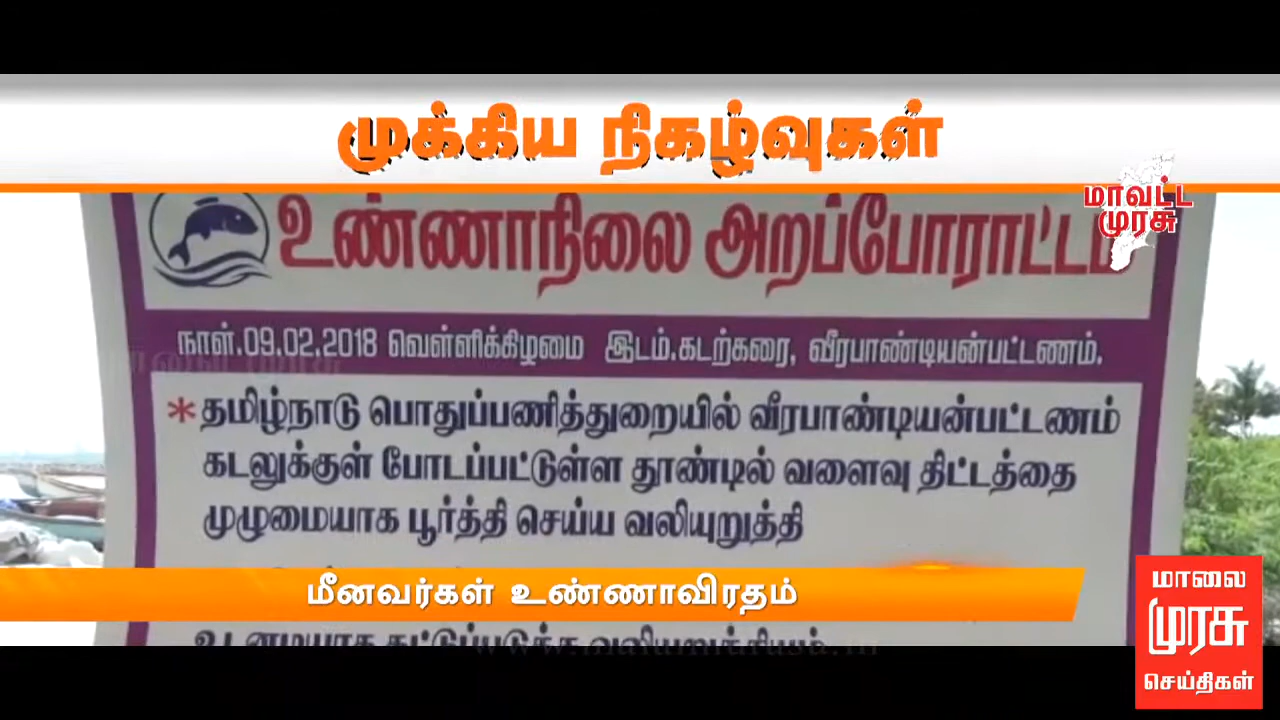 முக்கிய நிகழ்வுகள்
மாவட்ட
முரசு
உண்ணாநிலை அறப்போராட்டம்
நாள்.09.02.2018 வெள்ளிக்கிழமை இடம்.கடற்கரை, வீரபாண்டியன்பட்டணம்.
*தமிழ்நாடு பொதுப்பணித்துறையில் வீரபாண்டியன்பட்டணம்
கடலுக்குள் போடப்பட்டுள்ள தூண்டில் வளைவு திட்டத்தை
முழுமையாக பூர்த்தி செய்ய வலியுறுத்தி
மீனவர்கள் உண்ணாவிரதம்
மாலை
முரசு
செய்திகள்